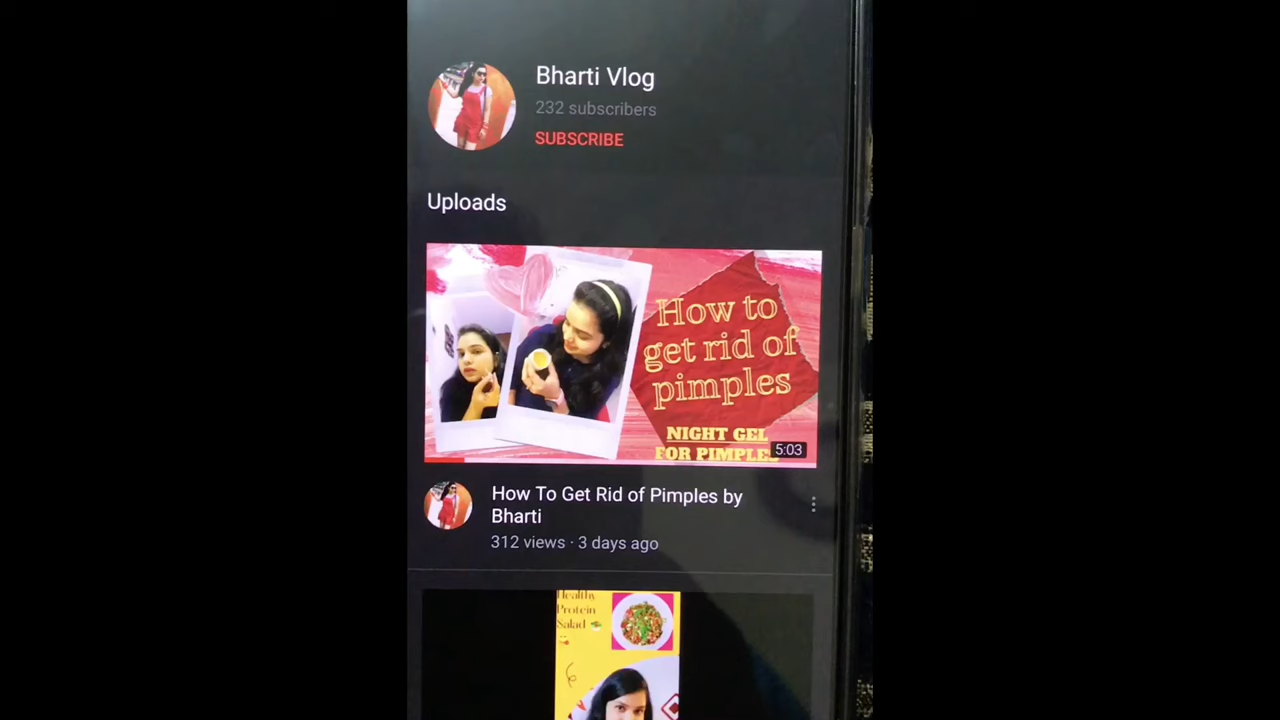 Bharti Vlog
232 subscribers
SUBSCRIBE
Uploads
How to
get rid of
pimples
NIGHT GEL
FOR PIMPLES
5:03
How To Get Rid of Pimples by
Bharti
312 views · 3 days ago
Healthy
Protein
Salad